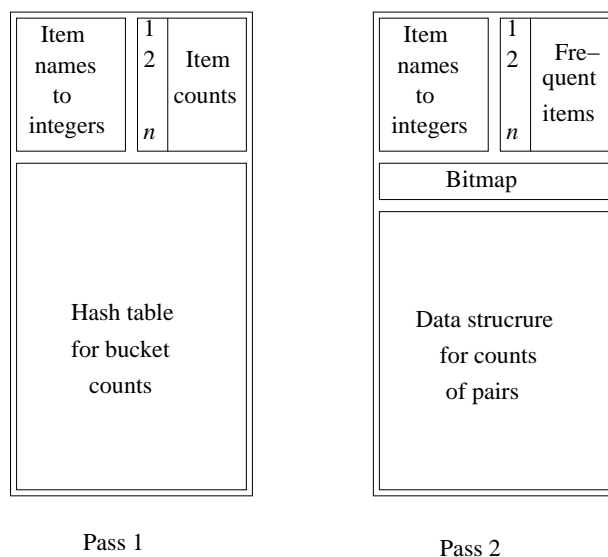 Item
names
to
integers
1
2
n
Item
counts
Hash table
for bucket
counts
Pass 1
Item
names
to
integers
1
2
n
Fre–
quent
items
Bitmap
Data strucrure
for counts
of pairs
Pass 2